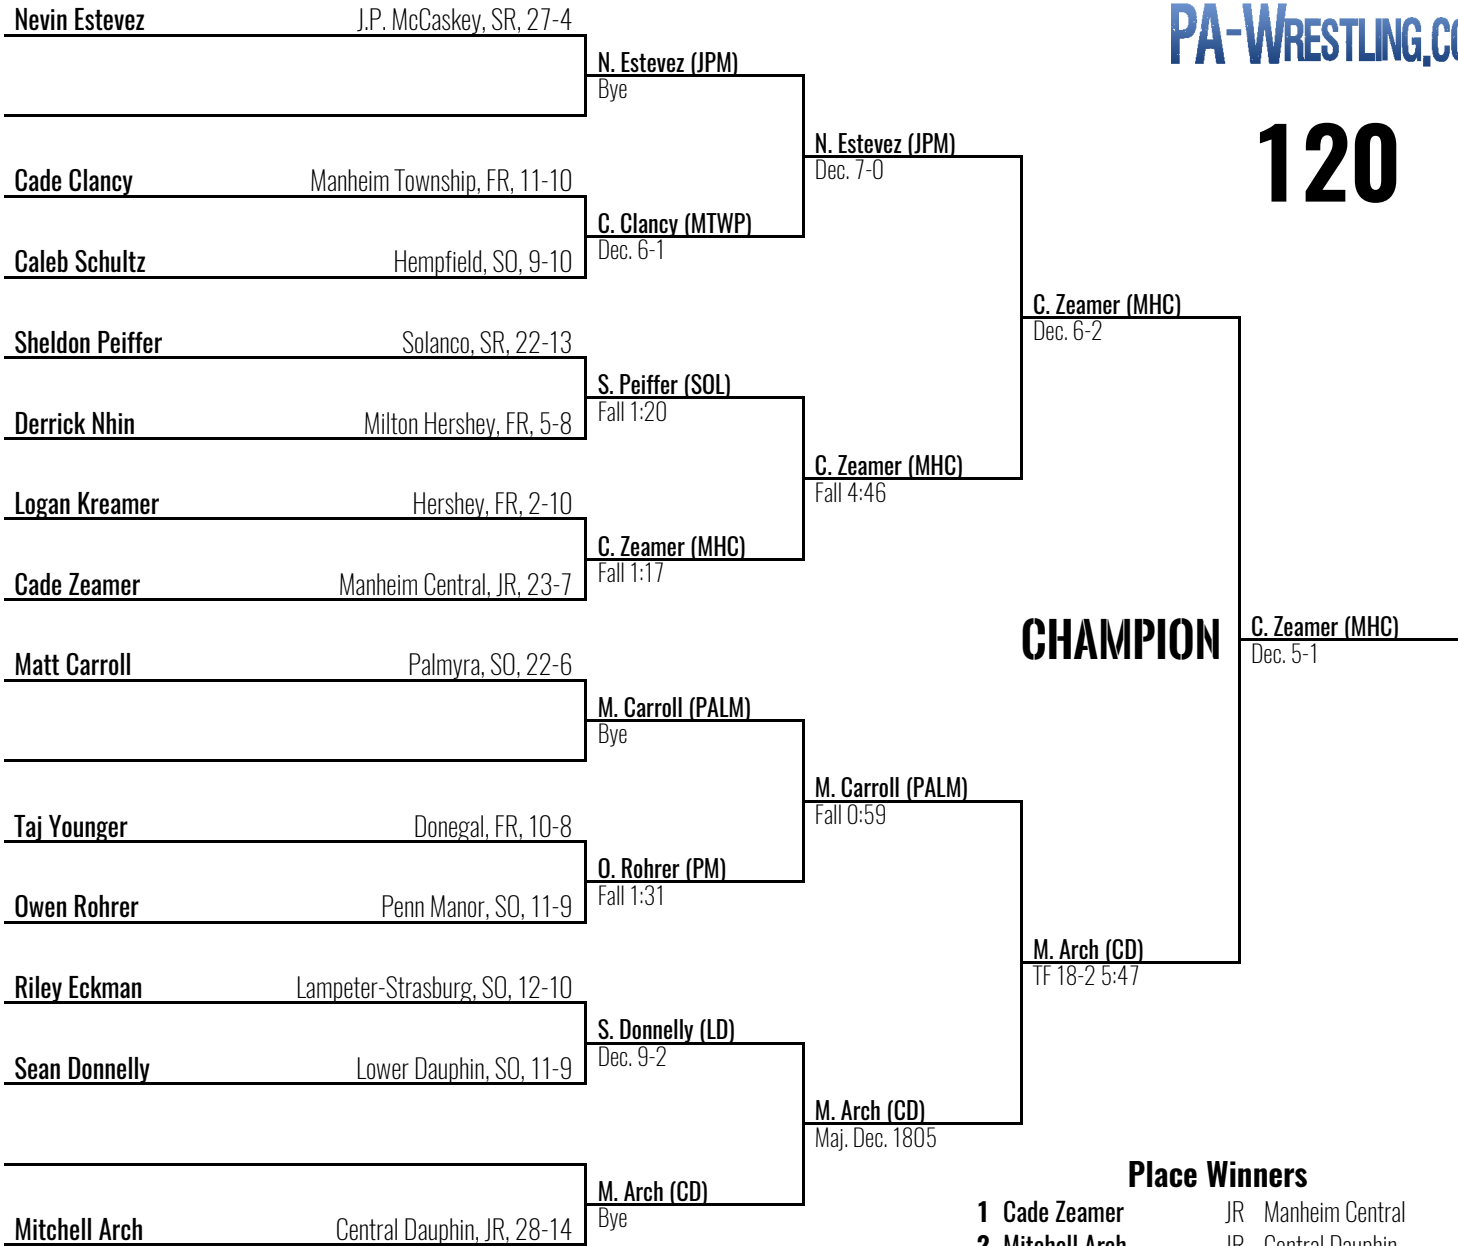 Nevin Estevez J.P. McCaskey, SR, 27-4
PA-WRESTLING.CO
N. Estevez (JPM)
Bye
120
N. Estevez (JPM)
Dec. 7-0
Cade Clancy Manheim Township, FR, 11-10
C. Clancy (MTWP)
Dec. 6-1
Caleb Schultz Hempfield, SO, 9-10
C. Zeamer (MHC)
Dec. 6-2
Sheldon Peiffer Solanco, SR, 22-13
S. Peiffer (SOL)
Fall 1:20
Derrick Nhin Milton Hershey, FR, 5-8
C. Zeamer (MHC)
Fall 4:46
Logan Kreamer Hershey, FR, 2-10
C. Zeamer (MHC)
Fall 1:17
Cade Zeamer Manheim Central, JR, 23-7
CHAMPION
C. Zeamer (MHC)
Dec. 5-1
Matt Carroll Palmyra, SO, 22-6
M. Carroll (PALM)
Bye
M. Carroll (PALM)
Fall 0:59
Taj Younger Donegal, FR, 10-8
O. Rohrer (PM)
Fall 1:31
Owen Rohrer Penn Manor, SO, 11-9
M. Arch (CD)
TF 18-2 5:47
Riley Eckman Lampeter-Strasburg, SO, 12-10
S. Donnelly (LD)
Dec. 9-2
Sean Donnelly Lower Dauphin, SO, 11-9
M. Arch (CD)
Maj. Dec. 1805
M. Arch (CD)
Bye
Mitchell Arch Central Dauphin, JR, 28-14
Place Winners
1 Cade Zeamer JR Manheim Central
2 Mitchell Arch JR Central Dauphin